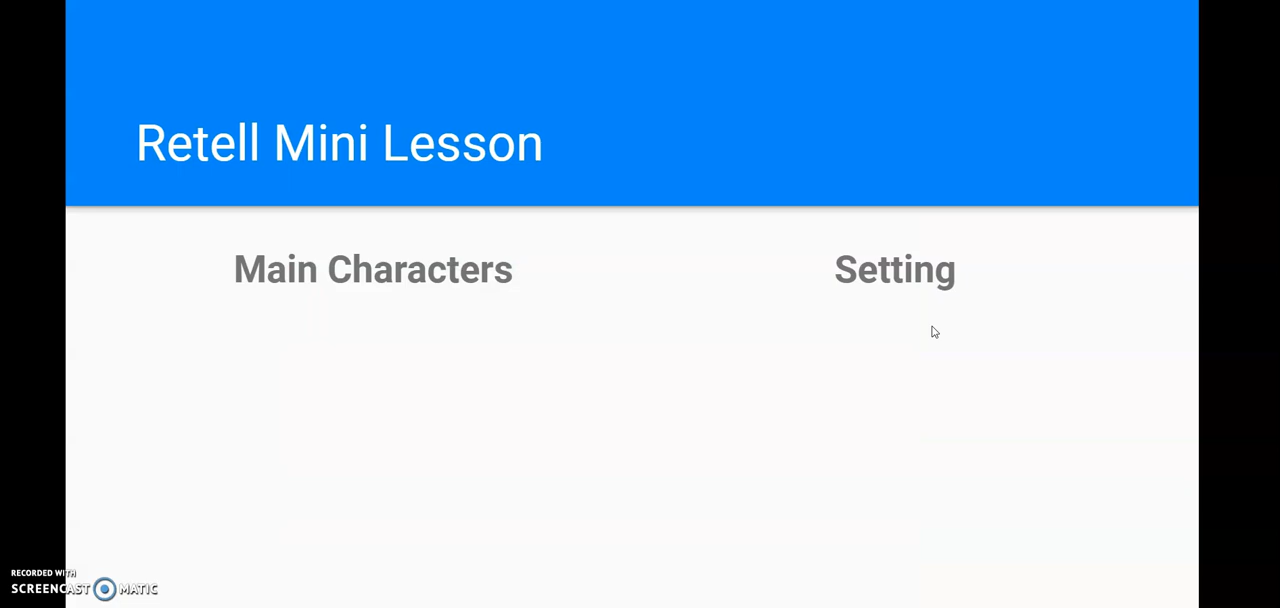 Retell Mini Lesson
Main Characters
Setting
RECORDED WITH
SCREENCAST MATIC